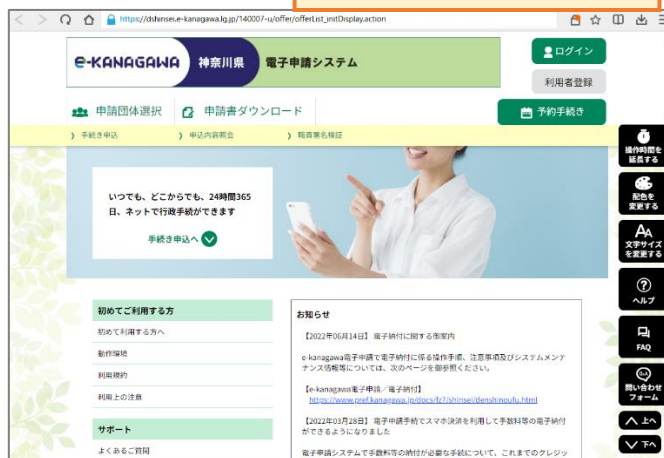 https://dshinsei.e-kanagawa.lg.jp/140007-u/offer/offerList_initDisplay.action
e-KANAGAWA 神奈川県 電子申請システム
ログイン
利用者登録
申請団体選択 申請書ダウンロード
予約手続き
手続き申込 申込内容照会 職責署名検証
操作時間を
延長する
配色を
変更する
AA
文字サイズ
を変更する
ヘルプ
FAQ
Q&A
問い合わせ
フォーム
上へ
下へ
いつでも、どこからでも、24時間365
日、ネットで行政手続ができます
手続き申込へ
初めてご利用する方
初めて利用する方へ
動作環境
利用規約
利用上の注意
サポート
よくあるご質問
お知らせ
【2022年06月14日】 電子納付に関する御案内
e-kanagawa電子申請で電子納付に係る操作手順、注意事項及びシステムメンテ
ナンス情報等については、次のページを御参照ください。
【e-kanagawa電子申請／電子納付】
https://www.pref.kanagawa.jp/docs/fz7/shinsei/denshinoufu.html
【2022年03月28日】 電子申請手続でスマホ決済を利用して手数料等の電子納付
ができるようになりました
電子申請システムで手数料等の納付が必要な手続について、これまでのクレジッ